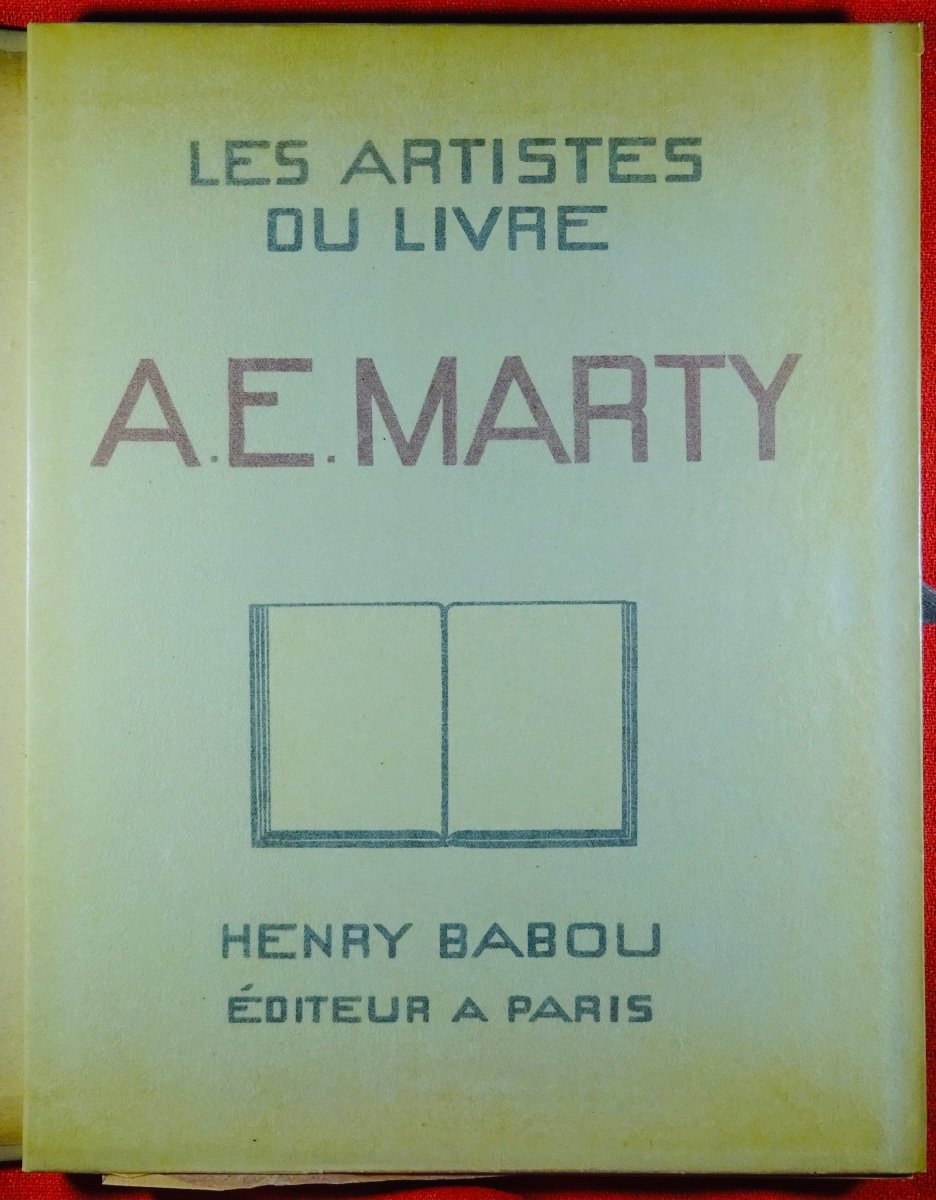 LES ARTISTES
DU LIVRE
A.E.MARTY
HENRY BABOU
ÉDITEUR A PARIS